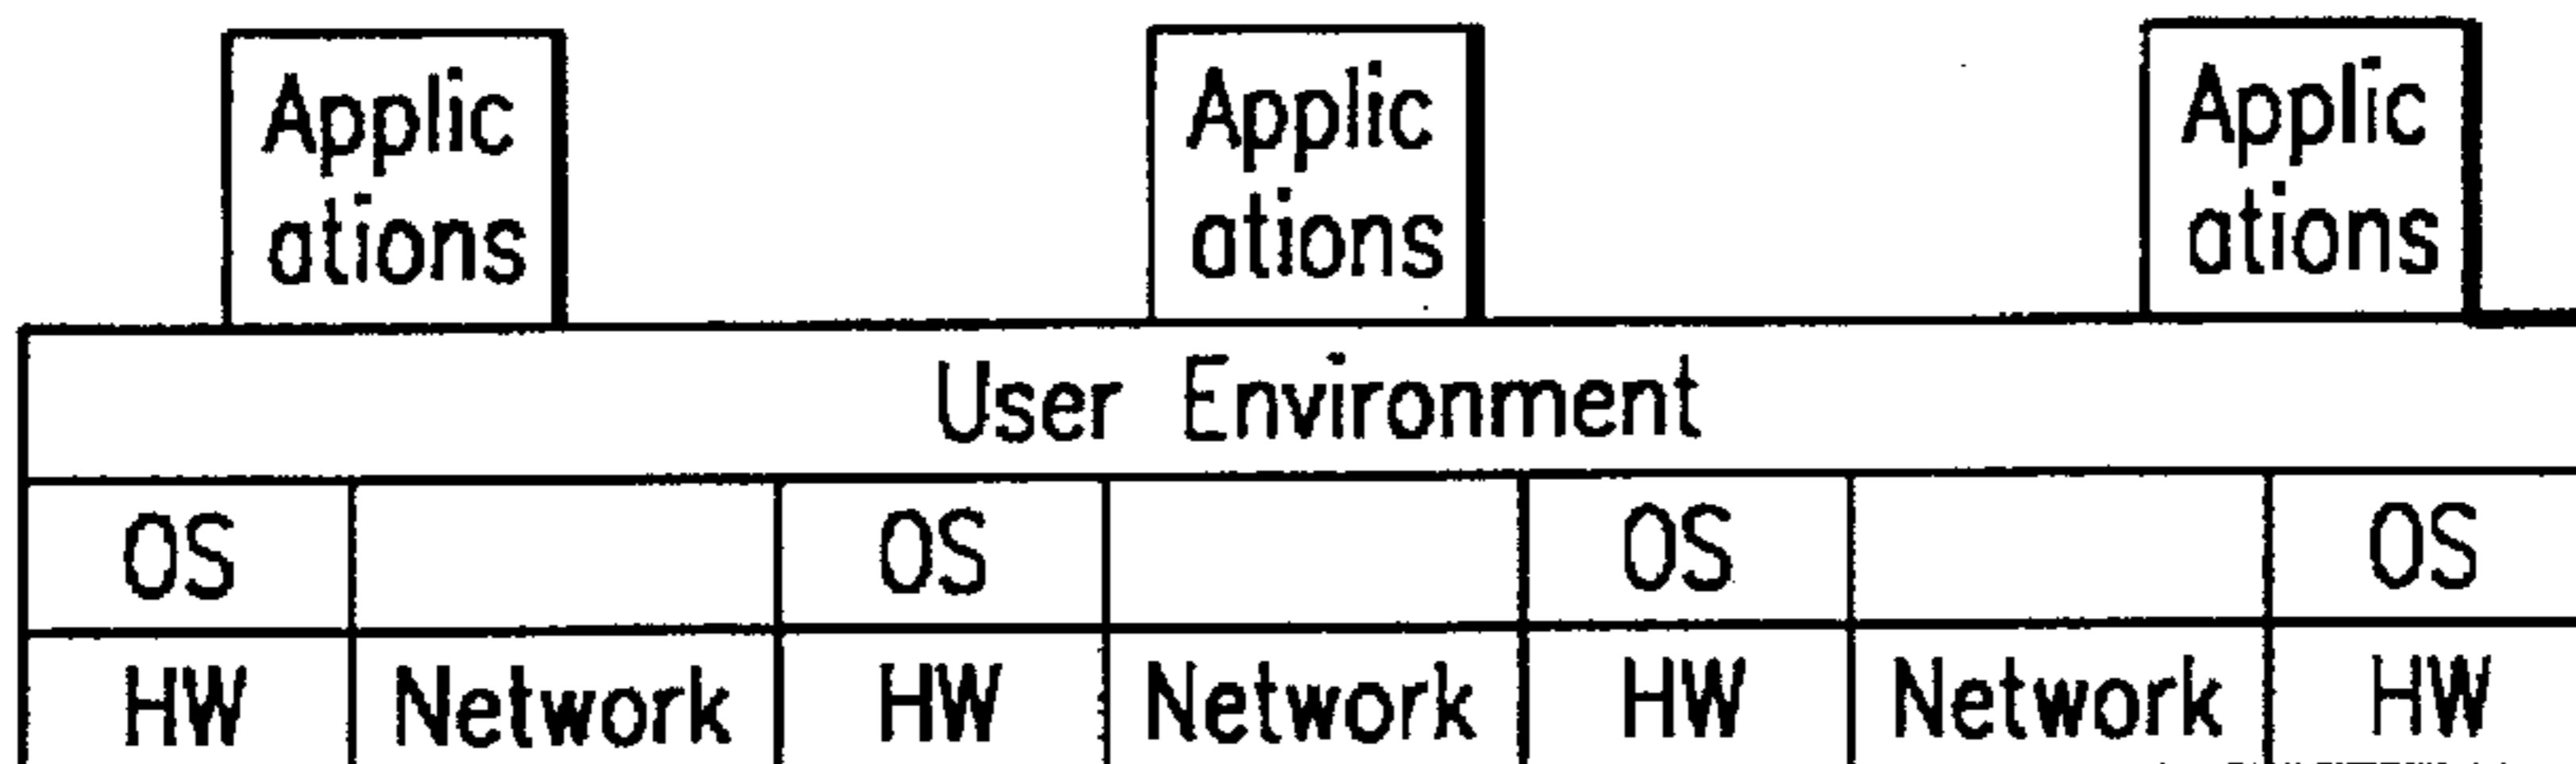 Applic Applic Applic
ations ations ations
User Environment
OS OS OS OS
HW Network HW Network HW Network HW